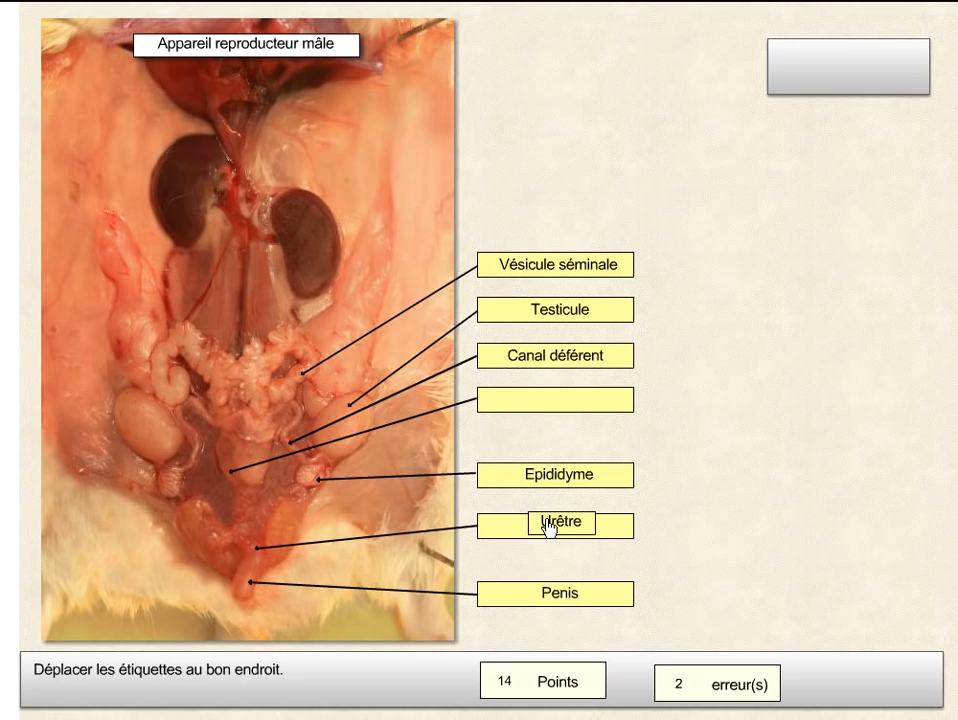 Appareil reproducteur mâle
Vésicule séminale
Testicule
Canal déférent
Epididyme
Urêtre
Penis
Déplacer les étiquettes au bon endroit.
14 Points
2 erreur(s)